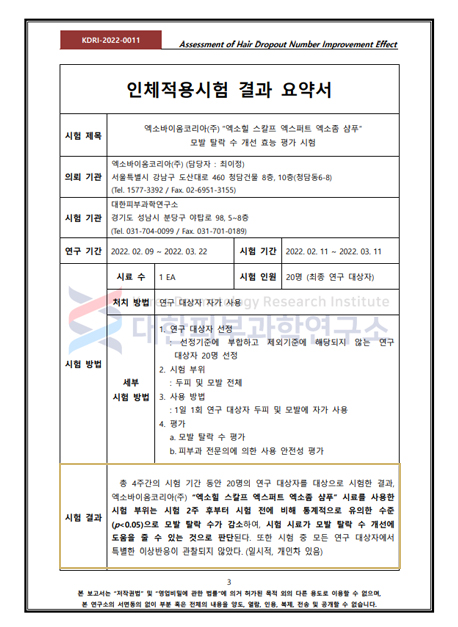 KDRI-2022-0011
Assessment of Hair Dropout Number Improvement Effect
인체적용시험 결과 요약서
시험 제목
엑소바이옴코리아(주) "엑소힐 스칼프 엑스퍼트 엑소좀 샴푸"
모발 탈락 수 개선 효능 평가 시험
의뢰 기관
엑소바이옴코리아(주) (담당자 : 최이정)
서울특별시 강남구 도산대로 460 청담건물 8층, 10층(청담동6-8)
(Tel. 1577-3392 / Fax. 02-6951-3155)
시험 기관
대한피부과학연구소
경기도 성남시 분당구 야탑로 98, 5~8층
(Tel. 031-704-0099 / Fax. 031-701-0189)
연구 기간
2022. 02. 09 ~ 2022. 03. 22
시험 기간
2022. 02. 11 ~ 2022. 03. 11
시험 방법
시료 수
1 EA
시험 인원
20명 (최종 연구 대상자)
처치 방법
연구 대상자 자가 사용
Research Institute
대한피부과학연구소
세부
시험 방법
1. 연구 대상자 선정
: 선정기준에 부합하고 제외기준에 해당되지 않는 연구
대상자 20명 선정
2. 시험 부위
: 두피 및 모발 전체
3. 사용 방법
: 1일 1회 연구 대상자 두피 및 모발에 자가 사용
4. 평가
a. 모발 탈락 수 평가
b. 피부과 전문의에 의한 사용 안전성 평가
시험 결과
총 4주간의 시험 기간 동안 20명의 연구 대상자를 대상으로 시험한 결과,
엑소바이옴코리아(주) "엑소힐 스칼프 엑스퍼트 엑소좀 샴푸" 시료를 사용한
시험 부위는 시험 2주 후부터 시험 전에 비해 통계적으로 유의한 수준
(p<0.05)으로 모발 탈락 수가 감소하여, 시험 시료가 모발 탈락 수 개선에
도움을 줄 수 있는 것으로 판단된다. 또한 시험 중 모든 연구 대상자에서
특별한 이상반응이 관찰되지 않았다. (일시적, 개인차 있음)
3
본 보고서는 "저작권법" 및 "영업비밀에 관한 법률"에 의거 허가된 목적 외의 다른 용도로 이용할 수 없으며,
본 연구소의 서면동의 없이 부분 혹은 전체의 내용을 양도, 열람, 인용, 복제, 전송 및 공개할 수 없습니다.